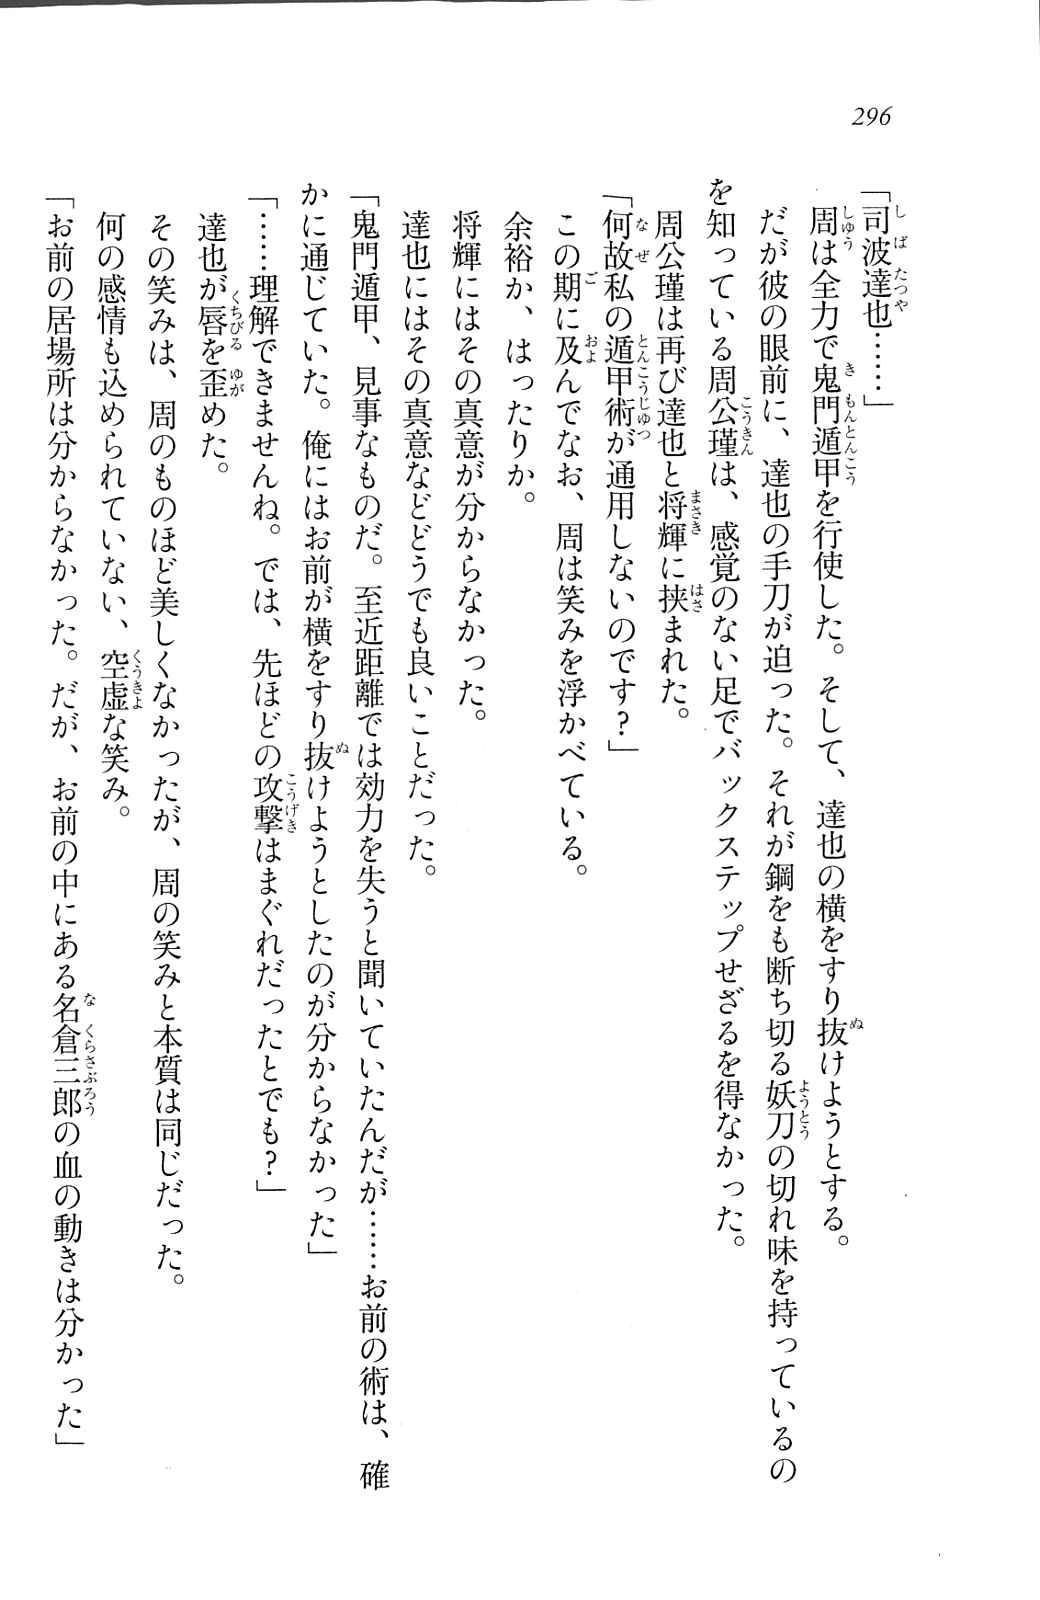 296
「司波達也……」
周は全力で鬼門遁甲を行使した。そして、達也の横をすり抜けようとする。
だが彼の眼前に、達也の手刀が迫った。それが鋼をも断ち切る妖刀の切れ味を持っているの
を知っている周公瑾は、感覚のない足でバックステップせざるを得なかった。
周公瑾は再び達也と将輝に挟まれた。
「何故私の遁甲術が通用しないのです？」
この期に及んでなお、周は笑みを浮かべている。
余裕か、はったりか。
将輝にはその真意が分からなかった。
達也にはその真意などどうでも良いことだった。
「鬼門遁甲、見事なものだ。至近距離では効力を失うと聞いていたんだが……お前の術は、確
かに通じていた。俺にはお前が横をすり抜けようとしたのが分からなかった」
「……理解できませんね。では、先ほどの攻撃はまぐれだったとでも？」
達也が唇を歪めた。
その笑みは、周のものほど美しくなかったが、周の笑みと本質は同じだった。
何の感情も込められていない、空虚な笑み。
「お前の居場所は分からなかった。だが、お前の中にある名倉三郎の血の動きは分かった」